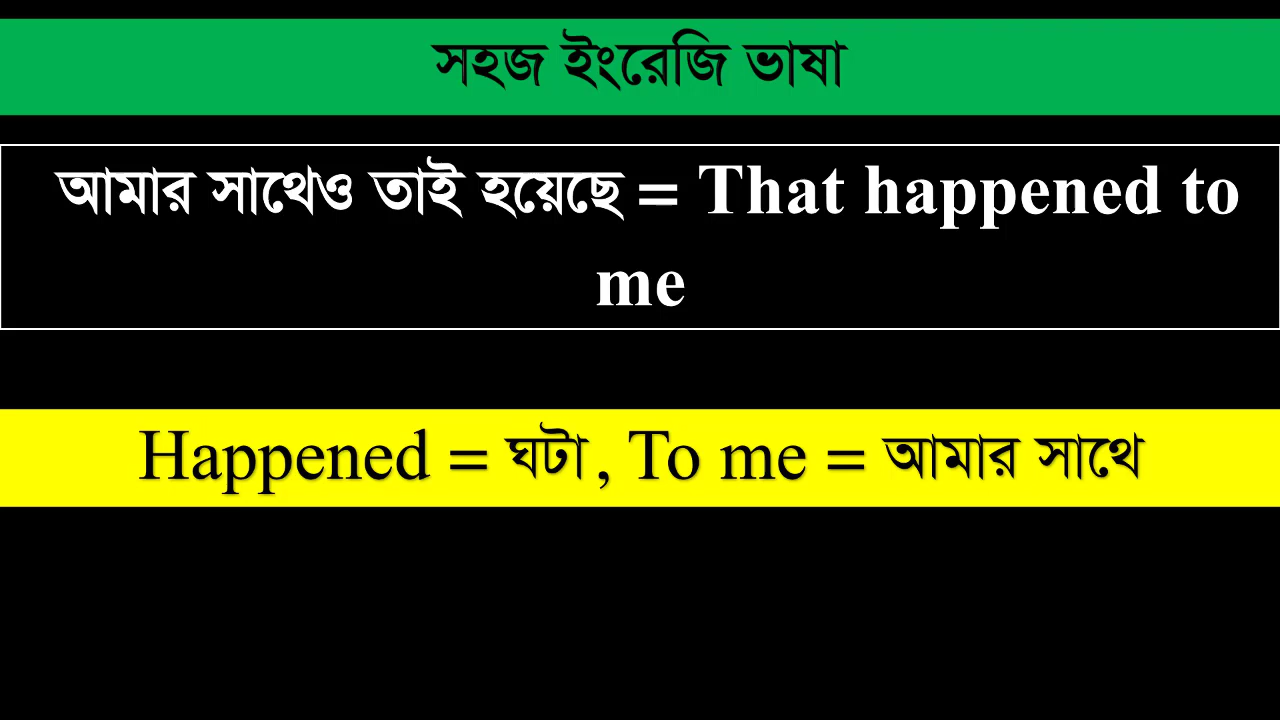 সহজ ইংরেজি ভাষা
আমার সাথেও তাই হয়েছে = That happened to
me
Happened = ঘটা , To me = আমার সাথে